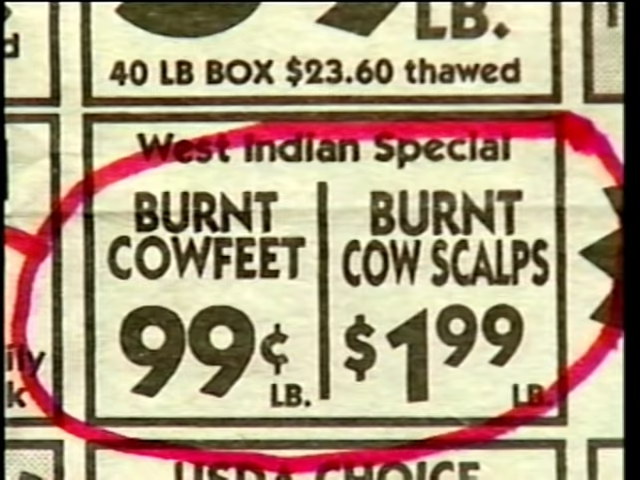 LB.
40 LB BOX $23.60 thawed
West Indian Special
BURNT
COWFEET
99¢
LB.
BURNT
COW SCALPS
$1.99
LB.
USDA CHOICE